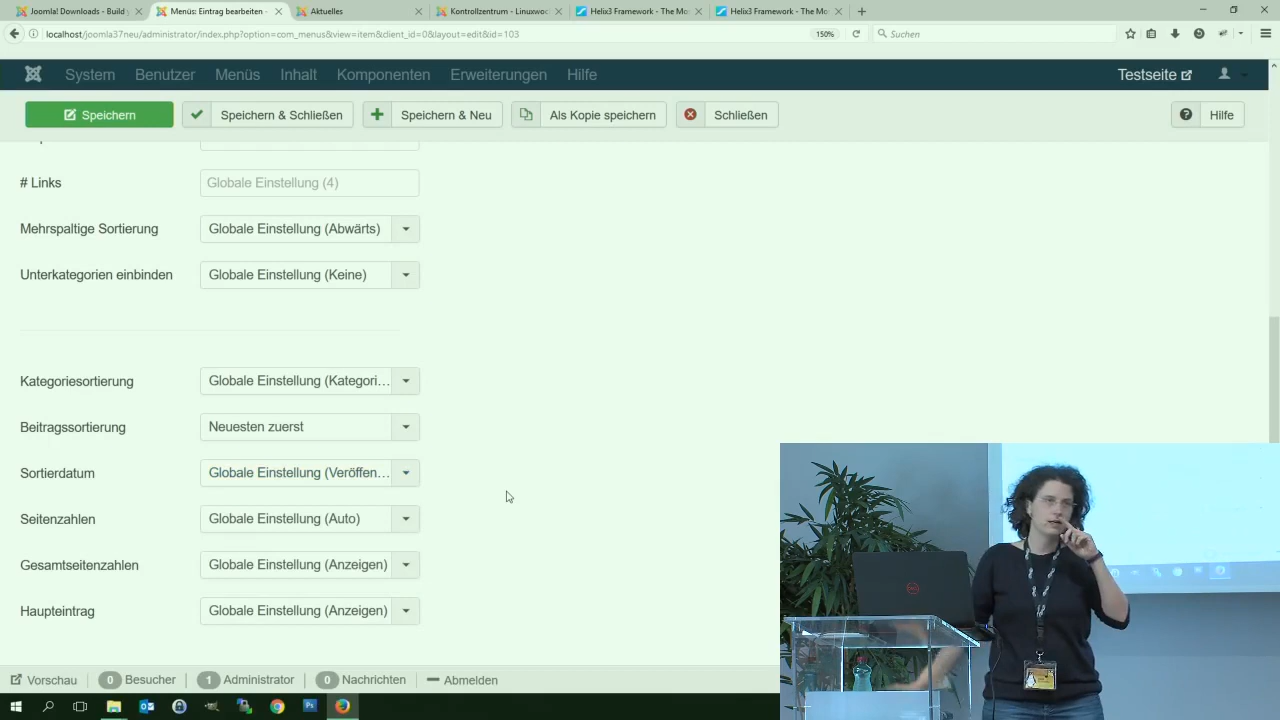 Joomla! Downloads - Build
Menüs: Eintrag bearbeiten -
Aktuelles
Kontrollzentrum - Linuxwoc
Helix3 Framework - The Mos
Helix3 Framework - The Mos
localhost/joomla37neu/administrator/index.php?option=com_menus&view=item&client_id=0&layout=edit&id=103
150%
Suchen
System Benutzer Menüs Inhalt Komponenten Erweiterungen Hilfe
Testseite
Speichern
Speichern & Schließen
Speichern & Neu
Als Kopie speichern
Schließen
Hilfe
# Links
Globale Einstellung (4)
Mehrspaltige Sortierung
Globale Einstellung (Abwärts)
Unterkategorien einbinden
Globale Einstellung (Keine)
Kategoriesortierung
Globale Einstellung (Kategori...
Beitragssortierung
Neuesten zuerst
Sortierdatum
Globale Einstellung (Veröffen...
Seitenzahlen
Globale Einstellung (Auto)
Gesamtseitenzahlen
Globale Einstellung (Anzeigen)
Haupteintrag
Globale Einstellung (Anzeigen)
Vorschau
0 Besucher
1 Administrator
0 Nachrichten
Abmelden